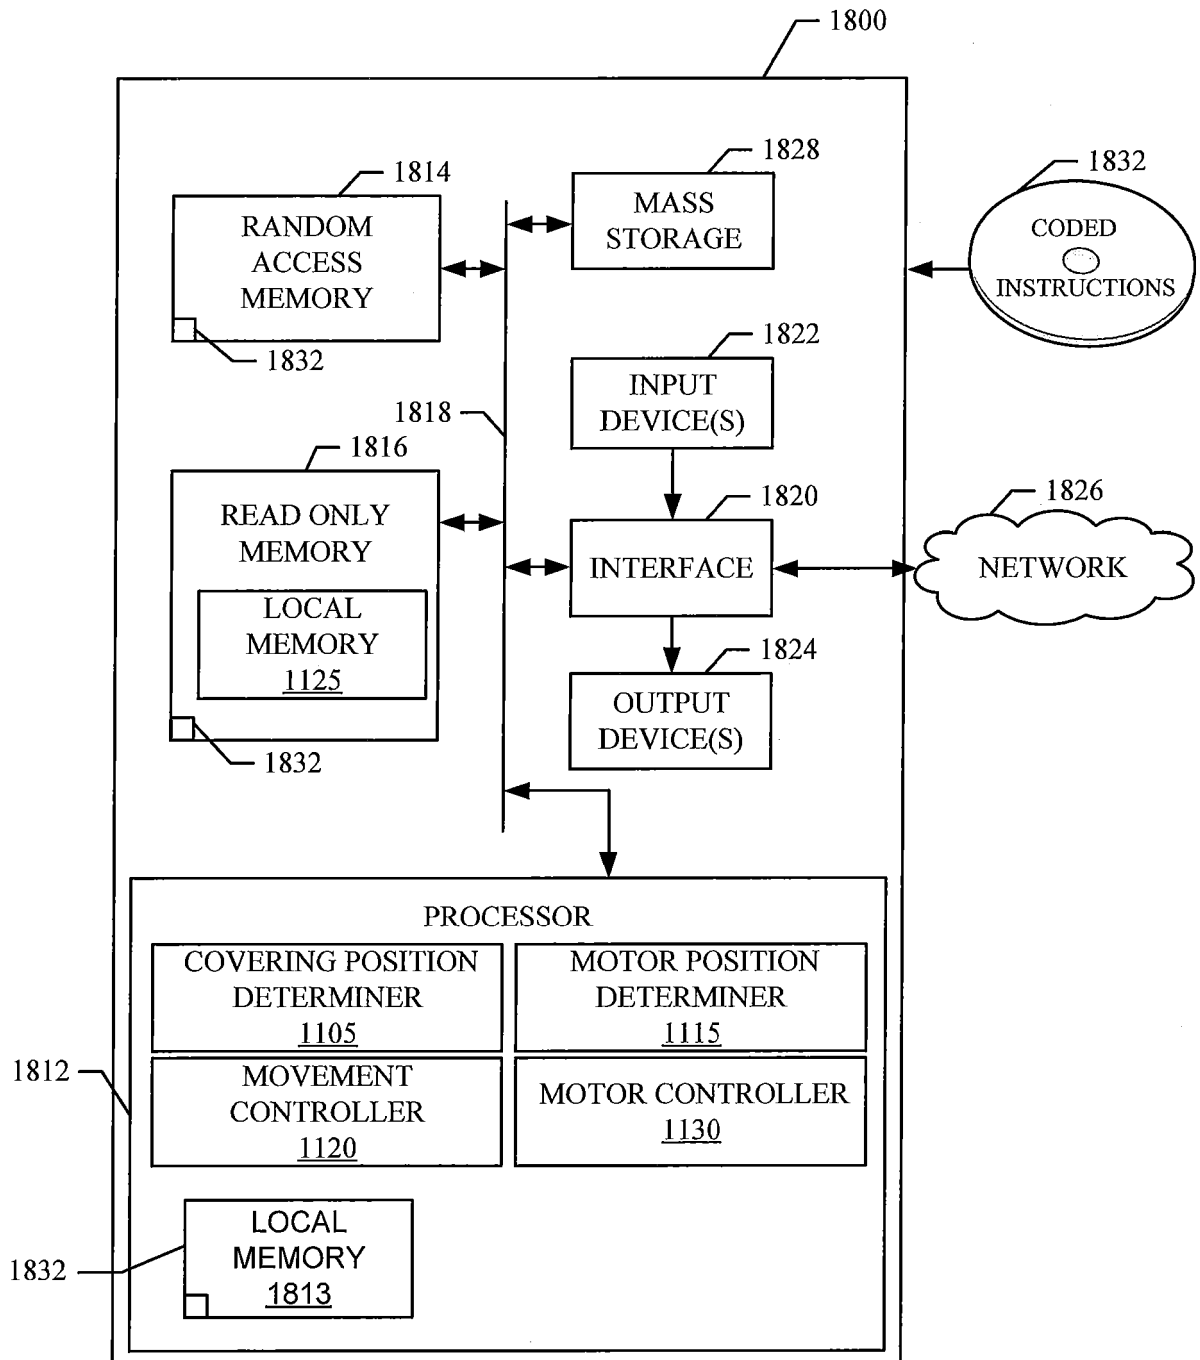 1800
1814
RANDOM
ACCESS
MEMORY
1832
1828
MASS
STORAGE
1832
CODED
INSTRUCTIONS
1822
INPUT
DEVICE(S)
1818
1816
READ ONLY
MEMORY
LOCAL
MEMORY
1125
1832
1820
INTERFACE
1826
NETWORK
1824
OUTPUT
DEVICE(S)
PROCESSOR
COVERING POSITION
DETERMINER
1105
MOTOR POSITION
DETERMINER
1115
1812
MOVEMENT
CONTROLLER
1120
MOTOR CONTROLLER
1130
1832
LOCAL
MEMORY
1813